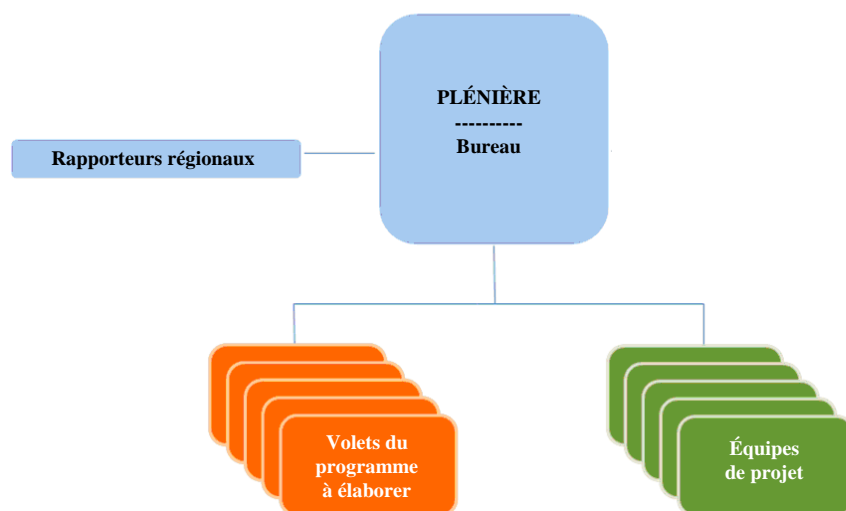 PLÉNIÈRE
----------
Bureau
Rapporteurs régionaux
Volets du
programme
à élaborer
Équipes
de projet